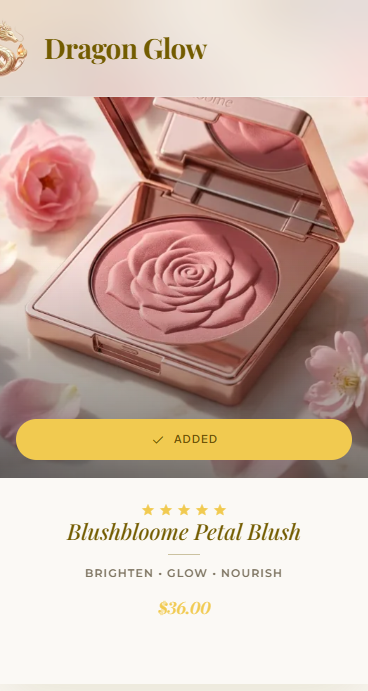 Dragon Glow
ADDED
Blushbloome Petal Blush
BRIGHTEN • GLOW • NOURISH
$36.00